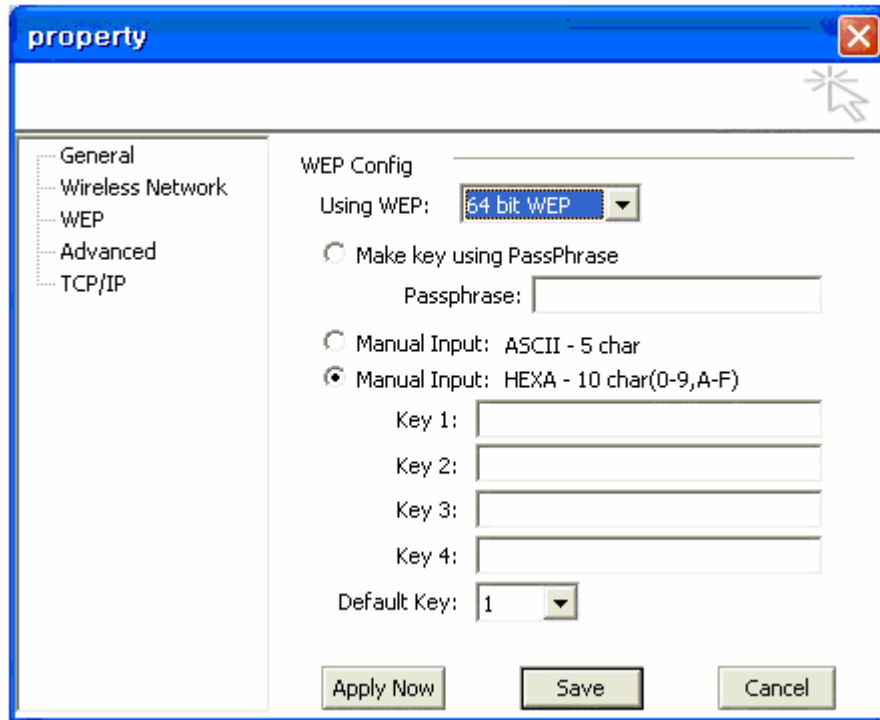 property
General
Wireless Network
WEP
Advanced
TCP/IP
WEP Config
Using WEP: 64 bit WEP
Make key using PassPhrase
Passphrase:
Manual Input: ASCII - 5 char
Manual Input: HEXA - 10 char(0-9,A-F)
Key 1:
Key 2:
Key 3:
Key 4:
Default Key: 1
Apply Now Save Cancel